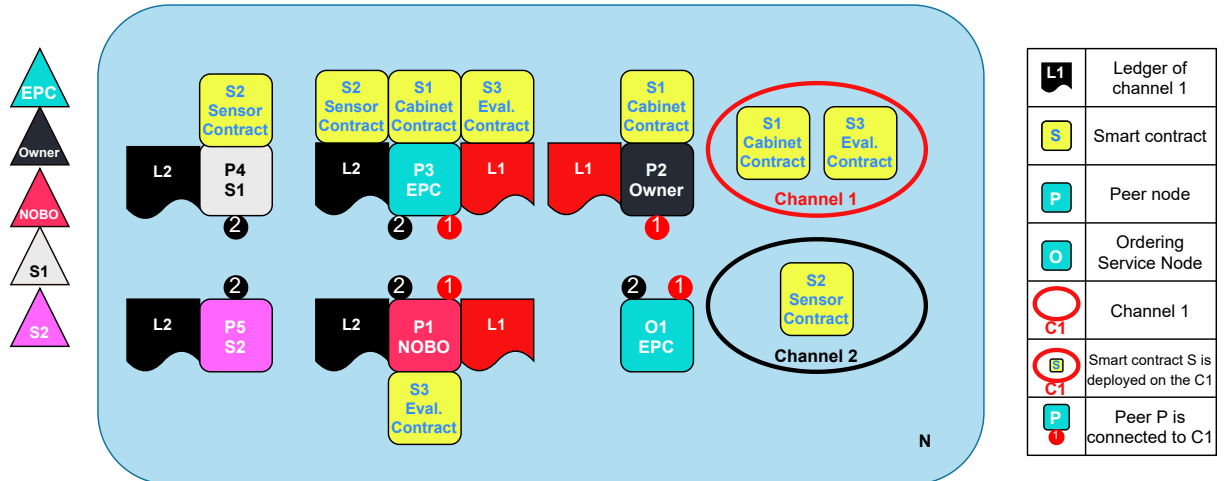 EPC
Owner
NOBO
S1
S2
S2
Sensor
Contract
L2
P4
S1
2
S2
Sensor
Contract
S1
Cabinet
Contract
S3
Eval.
Contract
L2
P3
EPC
L1
2
1
S1
Cabinet
Contract
L1
P2
Owner
1
S1
Cabinet
Contract
S3
Eval.
Contract
Channel 1
2
L2
P5
S2
2
1
L2
P1
NOBO
L1
S3
Eval.
Contract
2
1
O1
EPC
S2
Sensor
Contract
Channel 2
N
L1
Ledger of
channel 1
S
Smart contract
P
Peer node
O
Ordering
Service Node
C1
Channel 1
S
C1
Smart contract S is
deployed on the C1
P
1
Peer P is
connected to C1